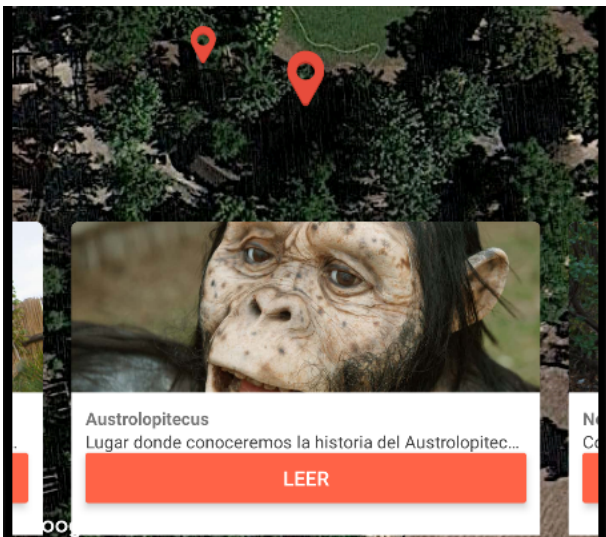 Austrolopitecus
Lugar donde conoceremos la historia del Austrolopitec...
LEER